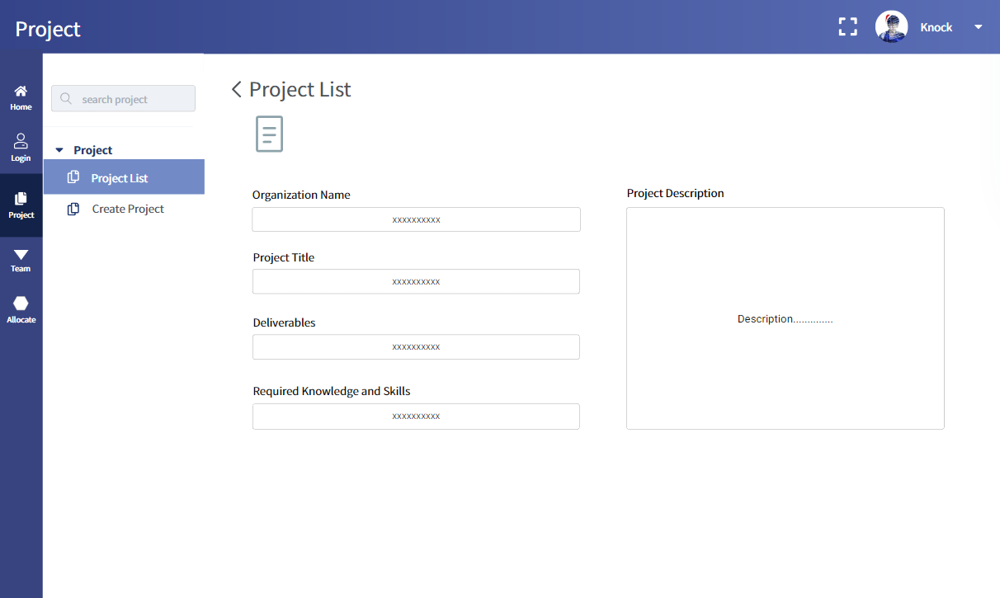 Project
Knock
Home
Login
Project
Team
Allocate
search project
Project
Project List
Create Project
Project List
Organization Name
xxxxxxxxxx
Project Title
xxxxxxxxxx
Deliverables
xxxxxxxxxx
Required Knowledge and Skills
xxxxxxxxxx
Project Description
Description..............